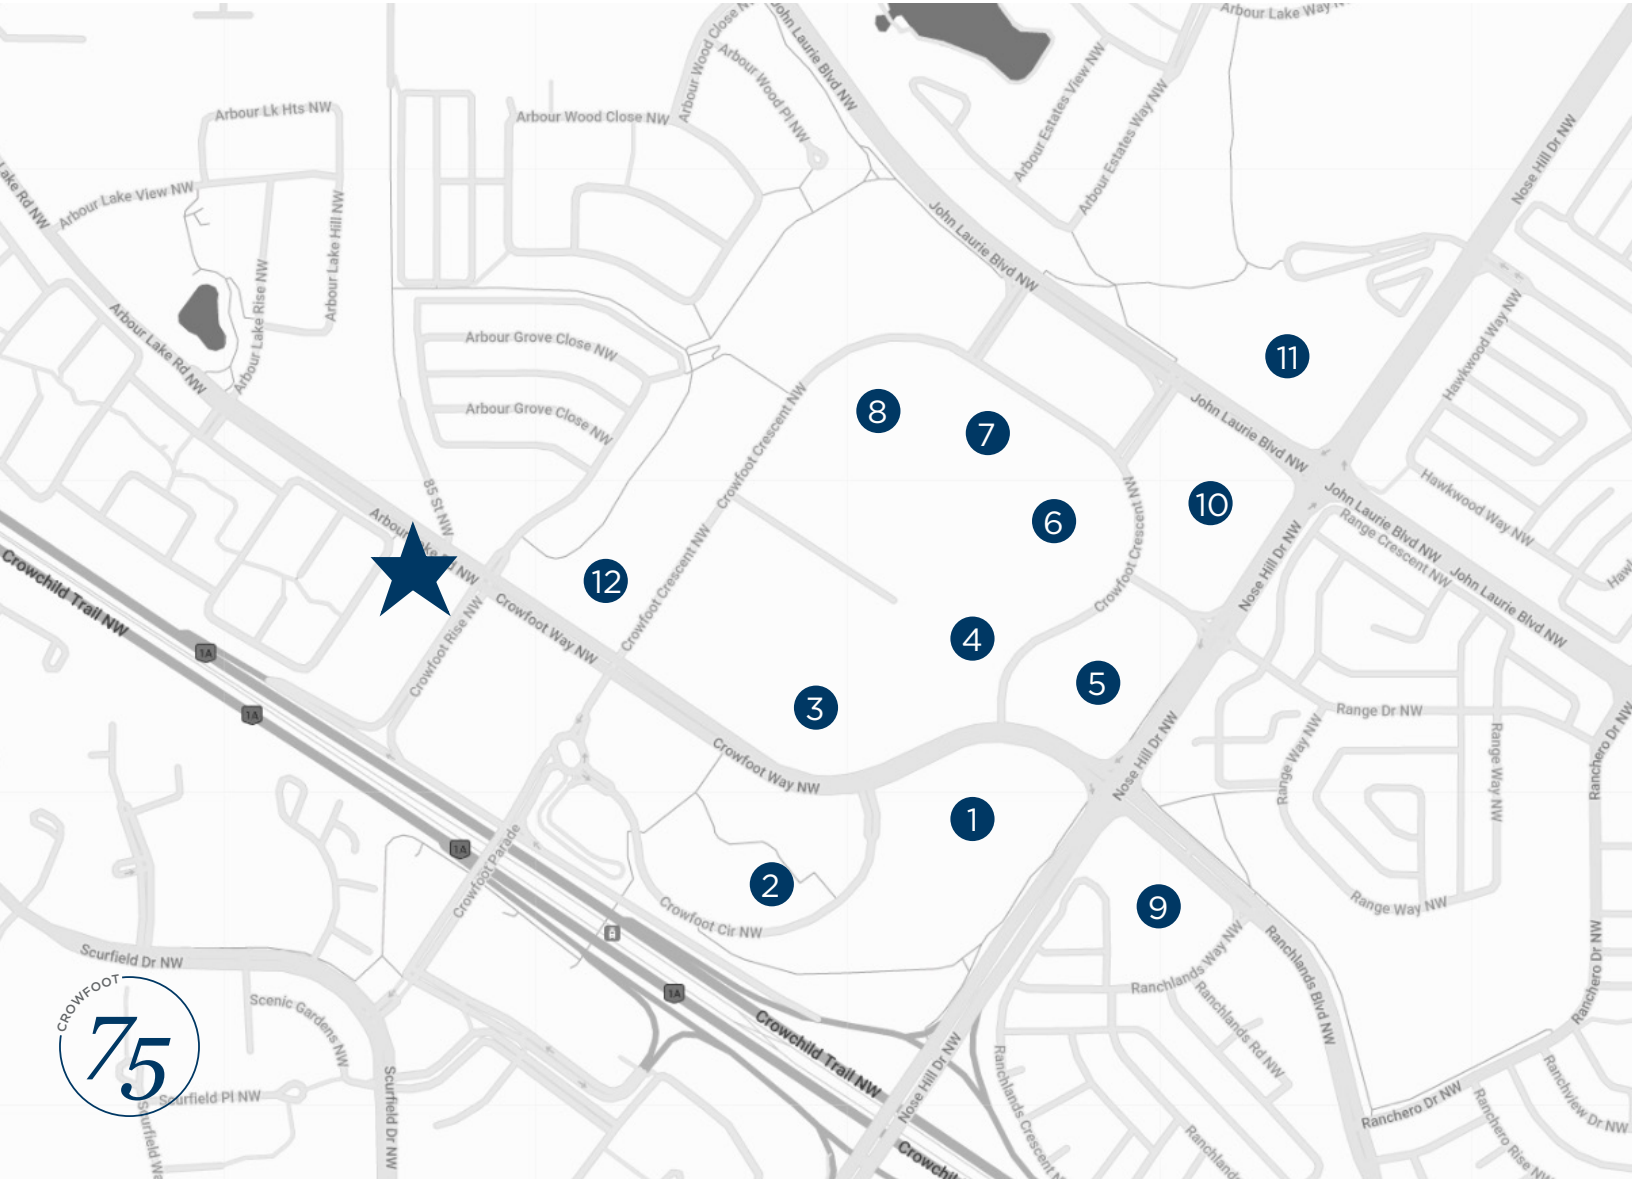 Arbour Lake Way N
John Laurie Blvd NW
Arbour Wood Close N
Arbour Wood Pl NW
Arbour Wood Close NW
Arbour Lk Hts NW
Arbour Estates View NW
Arbour Estates Way NW
Nose Hill Dr NW
Lake Rd NW
Arbour Lake View NW
Arbour Lake Hill NW
Arbour Lake Rise NW
John Laurie Blvd NW
Arbour Lake Rd NW
Arbour Grove Close NW
Arbour Grove Close NW
Hawkwood Way NW
11
8
7
Crowfoot Crescent NW
John Laurie Blvd NW
Hawkwood Way NW
85 St NW
10
6
Crowfoot Crescent NW
John Laurie Blvd NW
Range Crescent NW
John Laurie Blvd NW
Nose Hill Dr NW
Crowchild Trail NW
12
Crowfoot Crescent NW
Crowfoot Way NW
Crowfoot Rise NW
4
5
3
1A
1A
Range Dr NW
Range Way NW
Range Way NW
Ranchero Dr NW
Crowfoot Way NW
Nose Hill Dr NW
1
1A
Crowfoot Parade
2
9
Crowfoot Cir NW
Range Way NW
Ranchlands Way NW
Ranchlands Blvd NW
Ranchero Dr NW
Scurfield Dr NW
1A
CROWFOOT
75
Scenic Gardens NW
Crowchild Trail NW
Ranchlands Rd NW
Nose Hill Dr NW
Ranchlands Crescent N
Scurfield Pl NW
Scurfield Dr NW
Ranchero Dr NW
Ranchview Dr NW
Ranchero Rise NW
Scurfield Wa
Ranchland
Crowchil